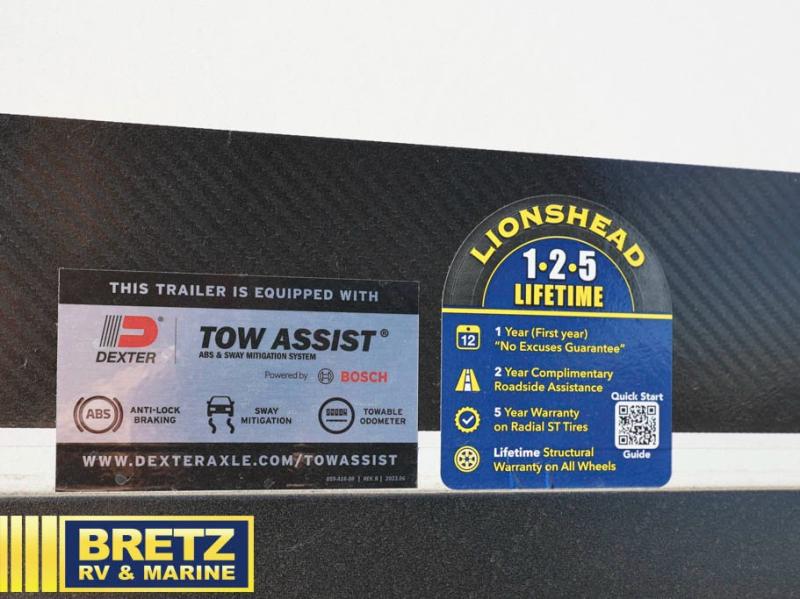 THIS TRAILER IS EQUIPPED WITH
DEXTER
TOW ASSIST®
ABS & SWAY MITIGATION SYSTEM
Powered by BOSCH
ABS
ANTI-LOCK
BRAKING
SWAY
MITIGATION
TOWABLE
ODOMETER
WWW.DEXTERAXLE.COM/TOWASSIST
LIONSHEAD
1·2·5
LIFETIME
12
1 Year (First year)
"No Excuses Guarantee"
2 Year Complimentary
Roadside Assistance
5 Year Warranty
on Radial ST Tires
Lifetime Structural
Warranty on All Wheels
Quick Start
Guide
BRETZ
RV & MARINE